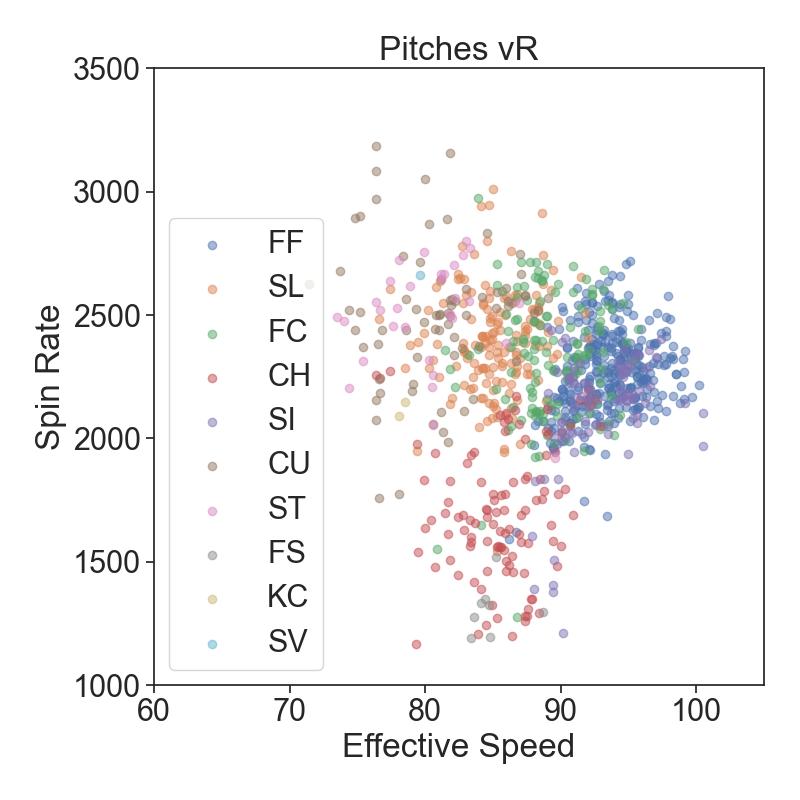 Pitches vR
3500
3000
2500
2000
1500
1000
Spin Rate
FF
SL
FC
CH
SI
CU
ST
FS
KC
SV
60 70 80 90 100
Effective Speed